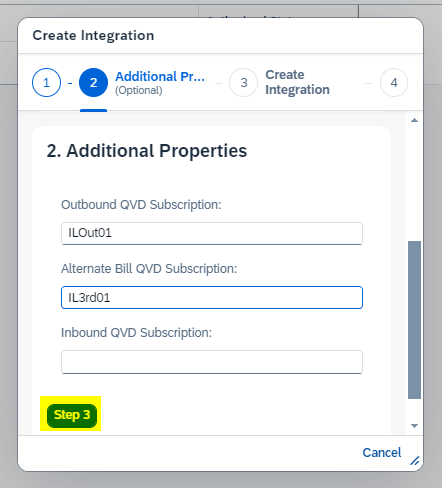 Create Integration
1
2
Additional Pr...
(Optional)
3
Create
Integration
4
2. Additional Properties
Outbound QVD Subscription:
ILOut01
Alternate Bill QVD Subscription:
IL3rd01
Inbound QVD Subscription:
Step 3
Cancel